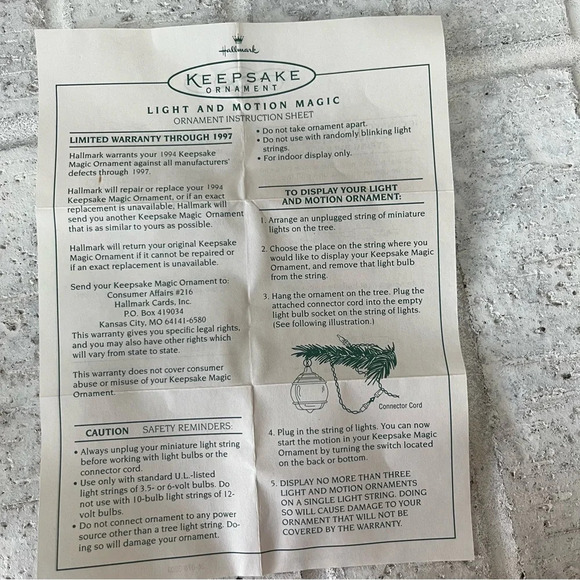 Hallmark
KEEPSAKE
ORNAMENT
LIGHT AND MOTION MAGIC
ORNAMENT INSTRUCTION SHEET
LIMITED WARRANTY THROUGH 1997
Hallmark warrants your 1994 Keepsake
Magic Ornament against all manufacturers'
defects through 1997.
Hallmark will repair or replace your 1994
Keepsake Magic Ornament, or if an exact
replacement is unavailable, Hallmark will
send you another Keepsake Magic Ornament
that is as similar to yours as possible.
Hallmark will return your original Keepsake
Magic Ornament if it cannot be repaired or
if an exact replacement is unavailable.
Send your Keepsake Magic Ornament to:
Consumer Affairs #216
Hallmark Cards, Inc.
P.O. Box 419034
Kansas City, MO 64141-6580
This warranty gives you specific legal rights,
and you may also have other rights which
will vary from state to state.
This warranty does not cover consumer
abuse or misuse of your Keepsake Magic
Ornament.
CAUTION SAFETY REMINDERS:
• Always unplug your miniature light string
before working with light bulbs or the
connector cord.
• Use only with standard U.L.-listed
light strings of 3.5- or 6-volt bulbs. Do
not use with 10-bulb light strings of 12-
volt bulbs.
• Do not connect ornament to any power
source other than a tree light string. Do-
ing so will damage your ornament.
• Do not take ornament apart.
• Do not use with randomly blinking light
strings.
• For indoor display only.
TO DISPLAY YOUR LIGHT
AND MOTION ORNAMENT:
1. Arrange an unplugged string of miniature
lights on the tree.
2. Choose the place on the string where you
would like to display your Keepsake Magic
Ornament, and remove that light bulb
from the string.
3. Hang the ornament on the tree. Plug the
attached connector cord into the empty
light bulb socket on the string of lights.
(See following illustration.)
Connector Cord
4. Plug in the string of lights. You can now
start the motion in your Keepsake Magic
Ornament by turning the switch located
on the back or bottom.
5. DISPLAY NO MORE THAN THREE
LIGHT AND MOTION ORNAMENTS
ON A SINGLE LIGHT STRING. DOING
SO WILL CAUSE DAMAGE TO YOUR
ORNAMENT THAT WILL NOT BE
COVERED BY THE WARRANTY.